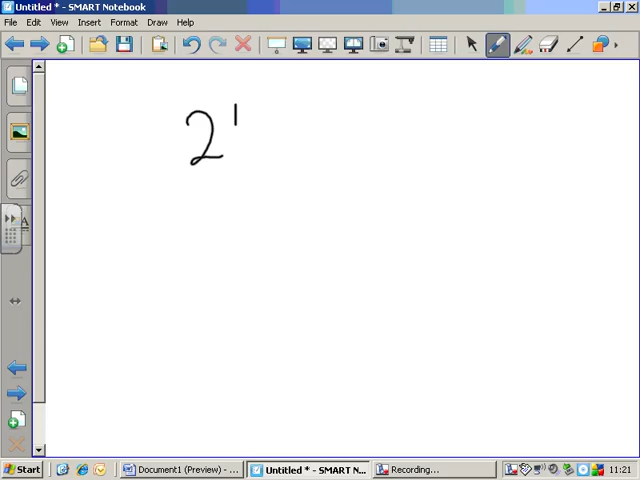 Untitled * - SMART Notebook
File Edit View Insert Format Draw Help
2¹
A
Start Document1 (Preview) - ... Untitled * - SMART N... Recording... 11:21